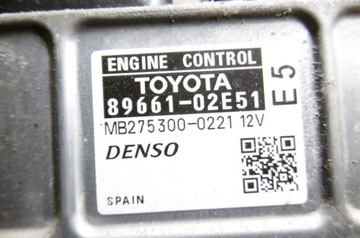 ENGINE CONTROL
TOYOTA
89661-02E51
E5
MB275300-0221 12V
DENSO
SPAIN